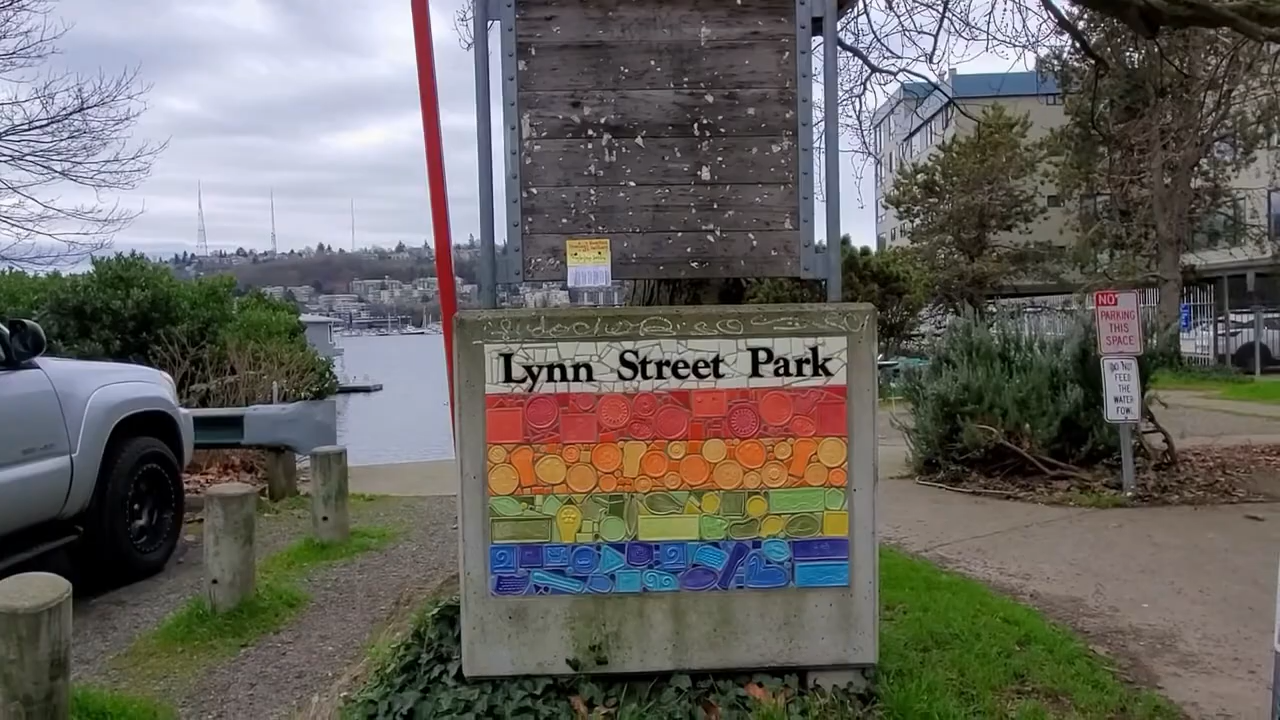 Lynn Street Park
NO
PARKING
THIS
SPACE
DO NOT
FEED
THE
WATER
FOWL